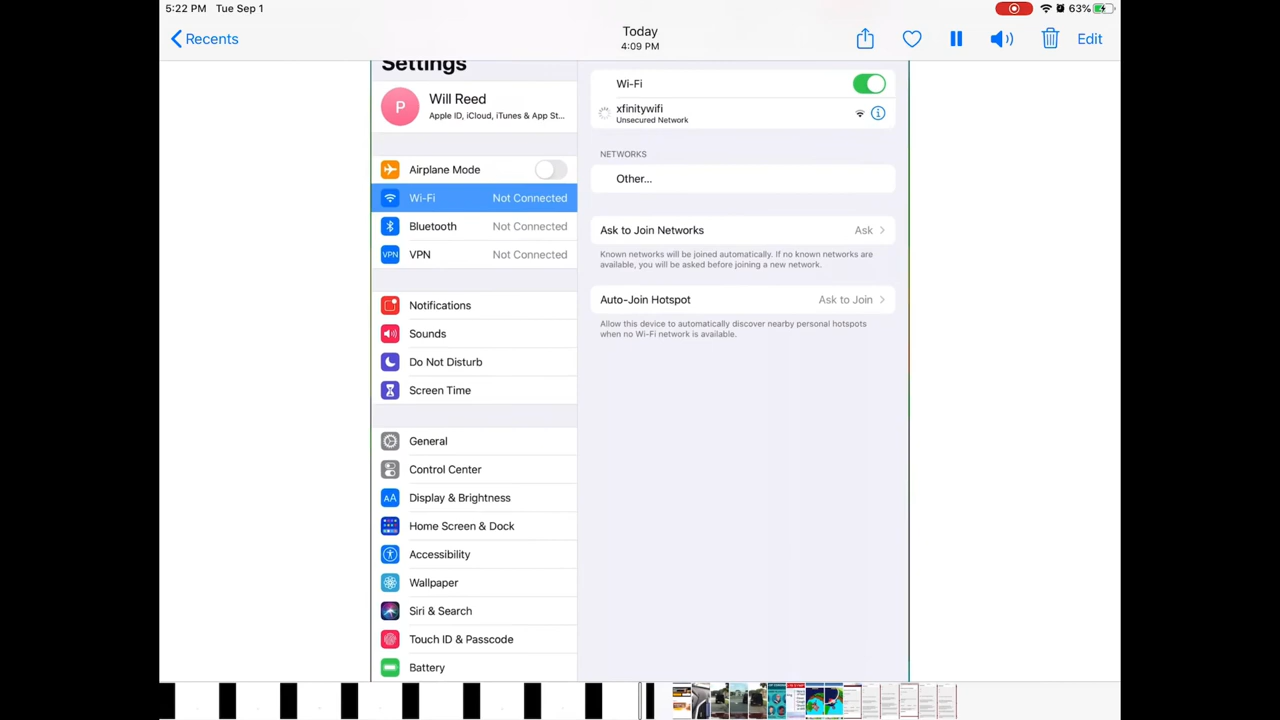 5:22 PM Tue Sep 1
63%
Recents
Today
4:09 PM
Edit
Settings
P
Will Reed
Apple ID, iCloud, iTunes & App St...
Airplane Mode
Wi-Fi Not Connected
Bluetooth Not Connected
VPN VPN Not Connected
Notifications
Sounds
Do Not Disturb
Screen Time
General
Control Center
AA Display & Brightness
Home Screen & Dock
Accessibility
Wallpaper
Siri & Search
Touch ID & Passcode
Battery
Wi-Fi
xfinitywifi
Unsecured Network
NETWORKS
Other...
Ask to Join Networks Ask
Known networks will be joined automatically. If no known networks are
available, you will be asked before joining a new network.
Auto-Join Hotspot Ask to Join
Allow this device to automatically discover nearby personal hotspots
when no Wi-Fi network is available.